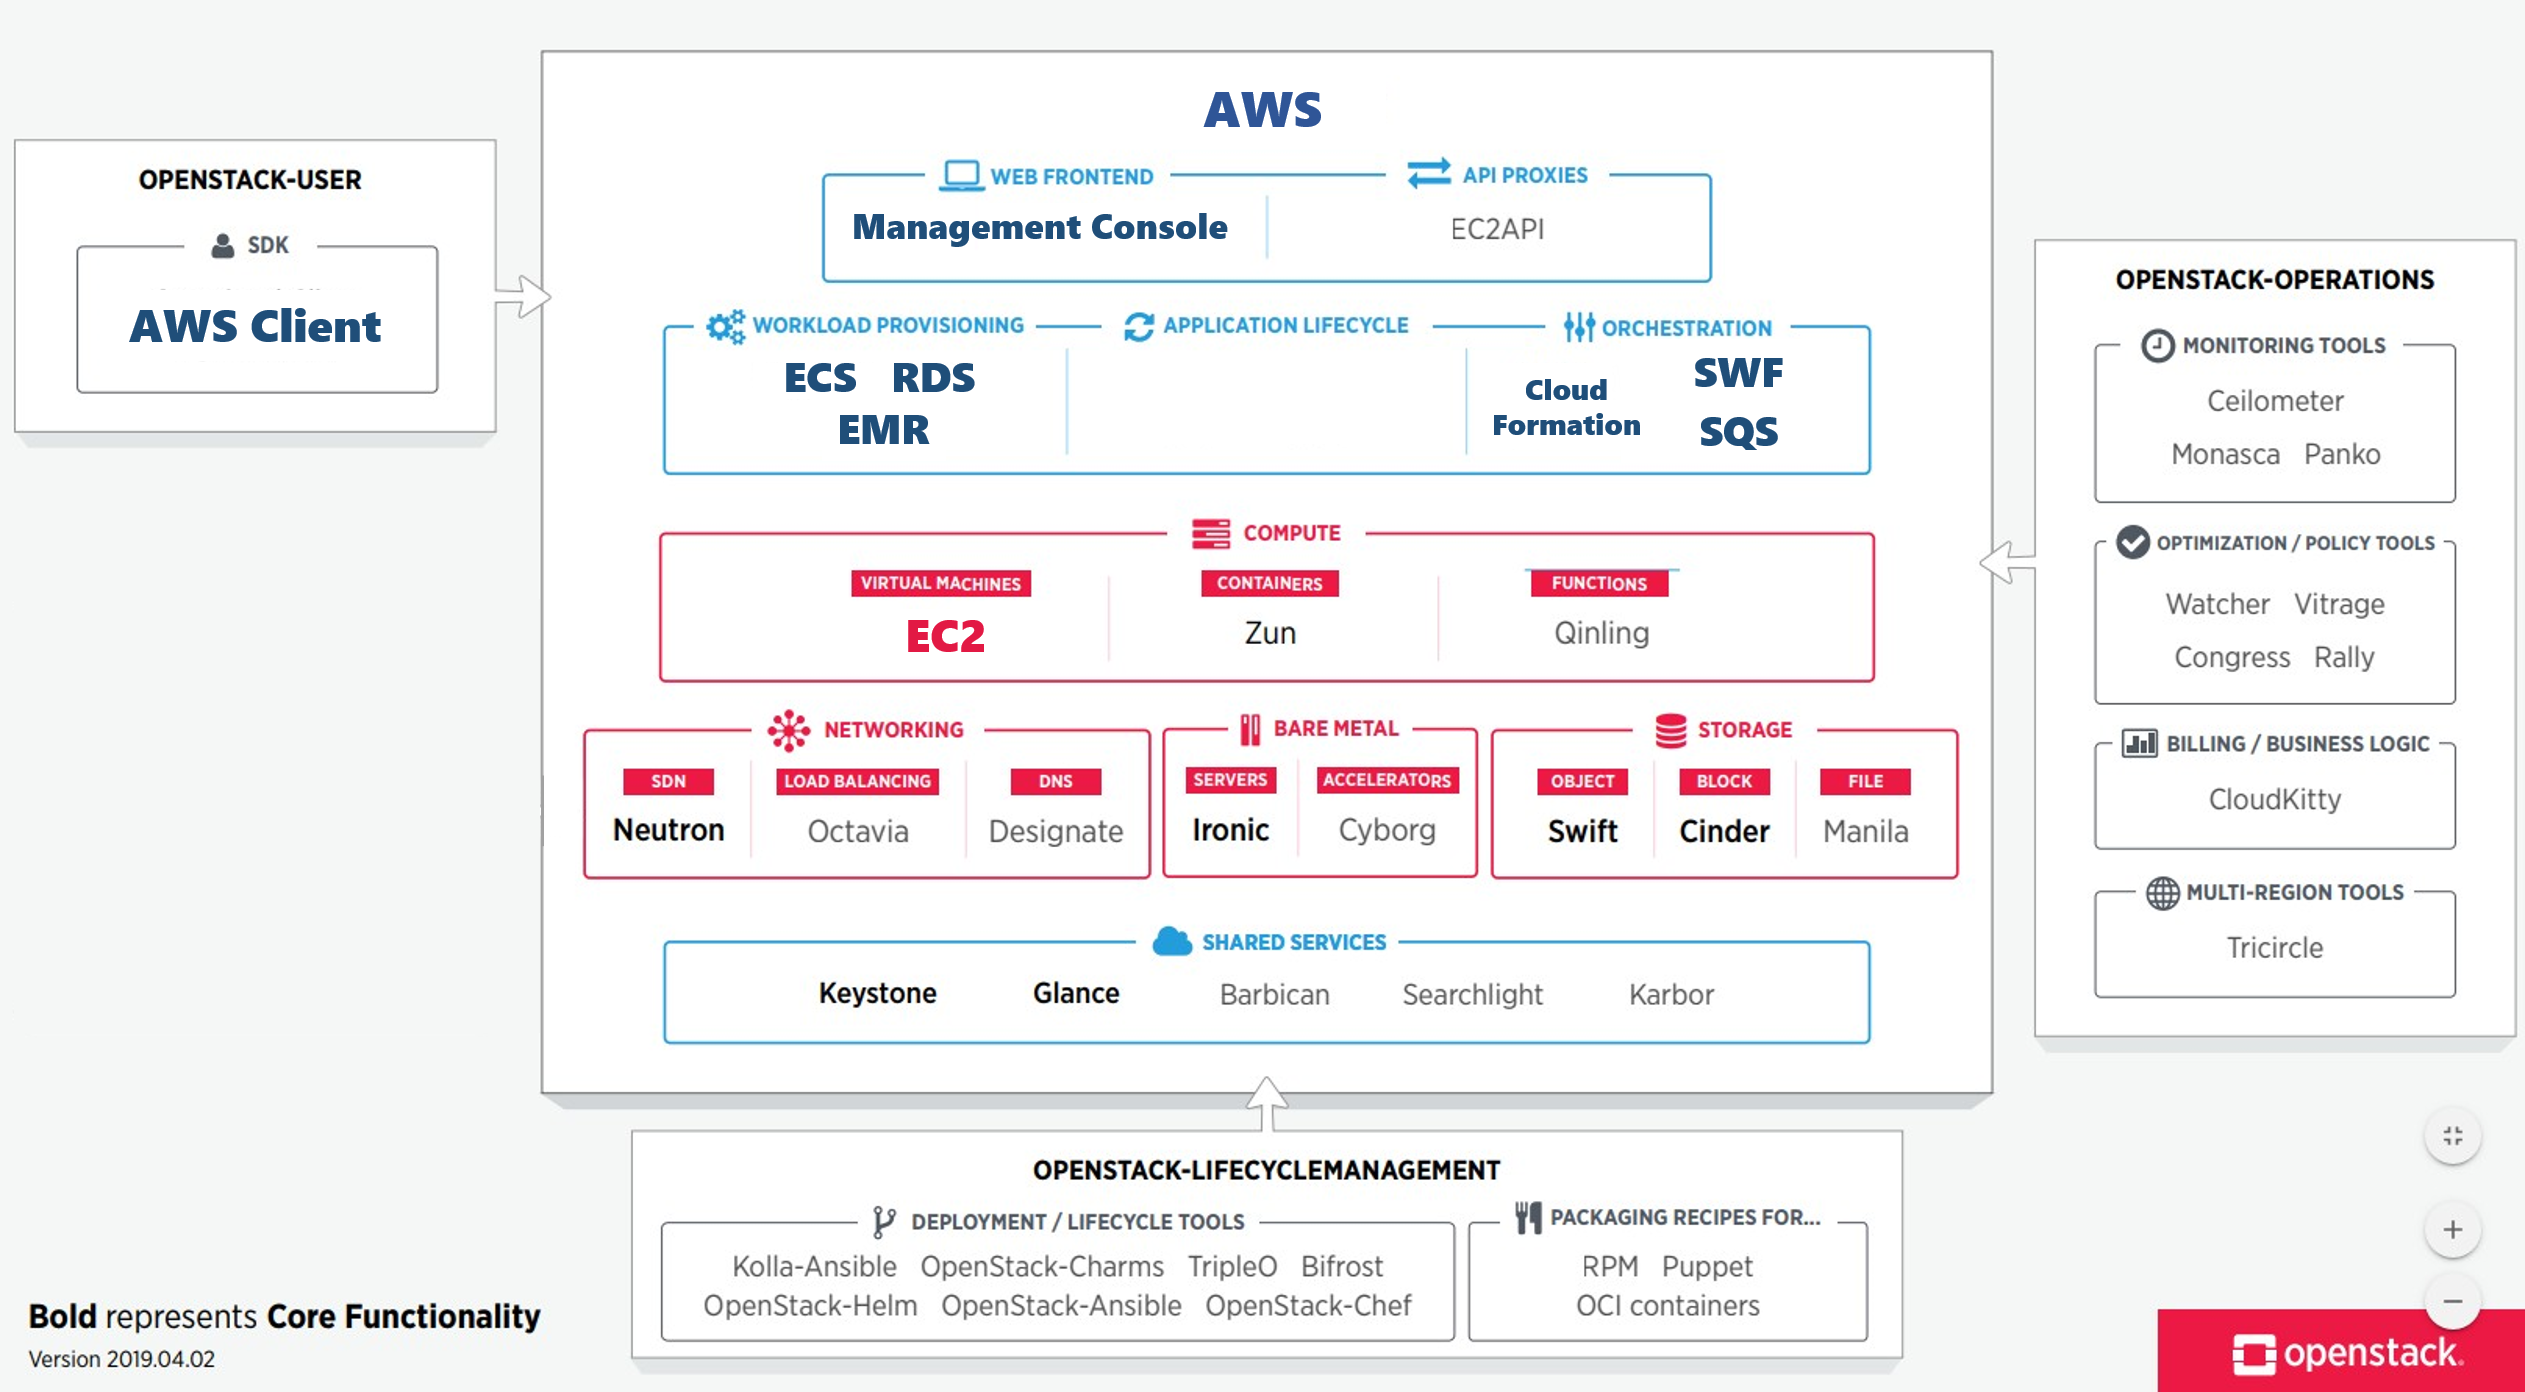 AWS
OPENSTACK-USER
SDK
AWS Client
WEB FRONTEND
API PROXIES
Management Console
EC2API
WORKLOAD PROVISIONING
APPLICATION LIFECYCLE
ORCHESTRATION
ECS RDS
EMR
Cloud
Formation
SWF
SQS
COMPUTE
VIRTUAL MACHINES
EC2
CONTAINERS
Zun
FUNCTIONS
Qinling
NETWORKING
SDN
Neutron
LOAD BALANCING
Octavia
DNS
Designate
BARE METAL
SERVERS
Ironic
ACCELERATORS
Cyborg
STORAGE
OBJECT
Swift
BLOCK
Cinder
FILE
Manila
SHARED SERVICES
Keystone Glance Barbican Searchlight Karbor
OPENSTACK-OPERATIONS
MONITORING TOOLS
Ceilometer
Monasca Panko
OPTIMIZATION / POLICY TOOLS
Watcher Vitrage
Congress Rally
BILLING / BUSINESS LOGIC
CloudKitty
MULTI-REGION TOOLS
Tricircle
OPENSTACK-LIFECYCLEMANAGEMENT
DEPLOYMENT / LIFECYCLE TOOLS
Kolla-Ansible OpenStack-Charms TripleO Bifrost
OpenStack-Helm OpenStack-Ansible OpenStack-Chef
PACKAGING RECIPES FOR...
RPM Puppet
OCI containers
Bold represents Core Functionality
Version 2019.04.02
openstack.